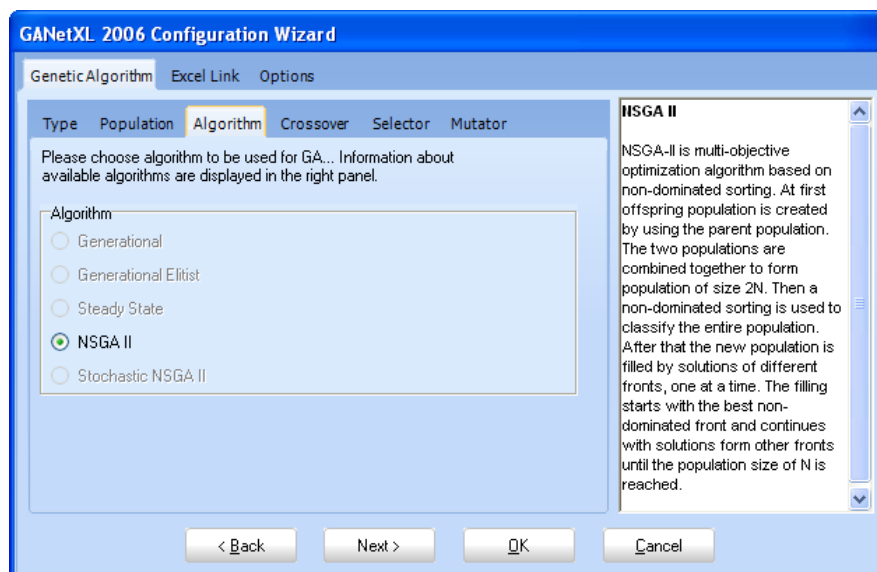 GANetXL 2006 Configuration Wizard
Genetic Algorithm Excel Link Options
Type Population Algorithm Crossover Selector Mutator
Please choose algorithm to be used for GA... Information about
available algorithms are displayed in the right panel.
Algorithm
Generational
Generational Elitist
Steady State
NSGA II
Stochastic NSGA II
NSGA II
NSGA-II is multi-objective
optimization algorithm based on
non-dominated sorting. At first
offspring population is created
by using the parent population.
The two populations are
combined together to form
population of size 2N. Then a
non-dominated sorting is used to
classify the entire population.
After that the new population is
filled by solutions of different
fronts, one at a time. The filling
starts with the best non-
dominated front and continues
with solutions form other fronts
until the population size of N is
reached.
< Back Next > OK Cancel